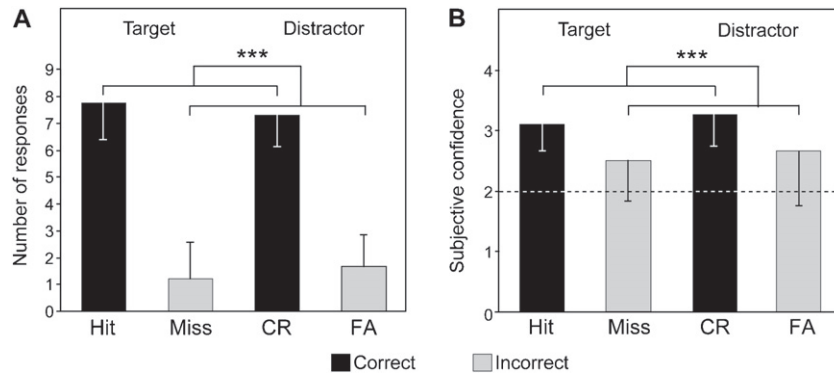 A
Target Distractor
***
Number of responses
9
8
7
6
5
4
3
2
1
0
Hit Miss CR FA
B
Target Distractor
***
Subjective confidence
4
3
2
1
0
Hit Miss CR FA
Correct Incorrect